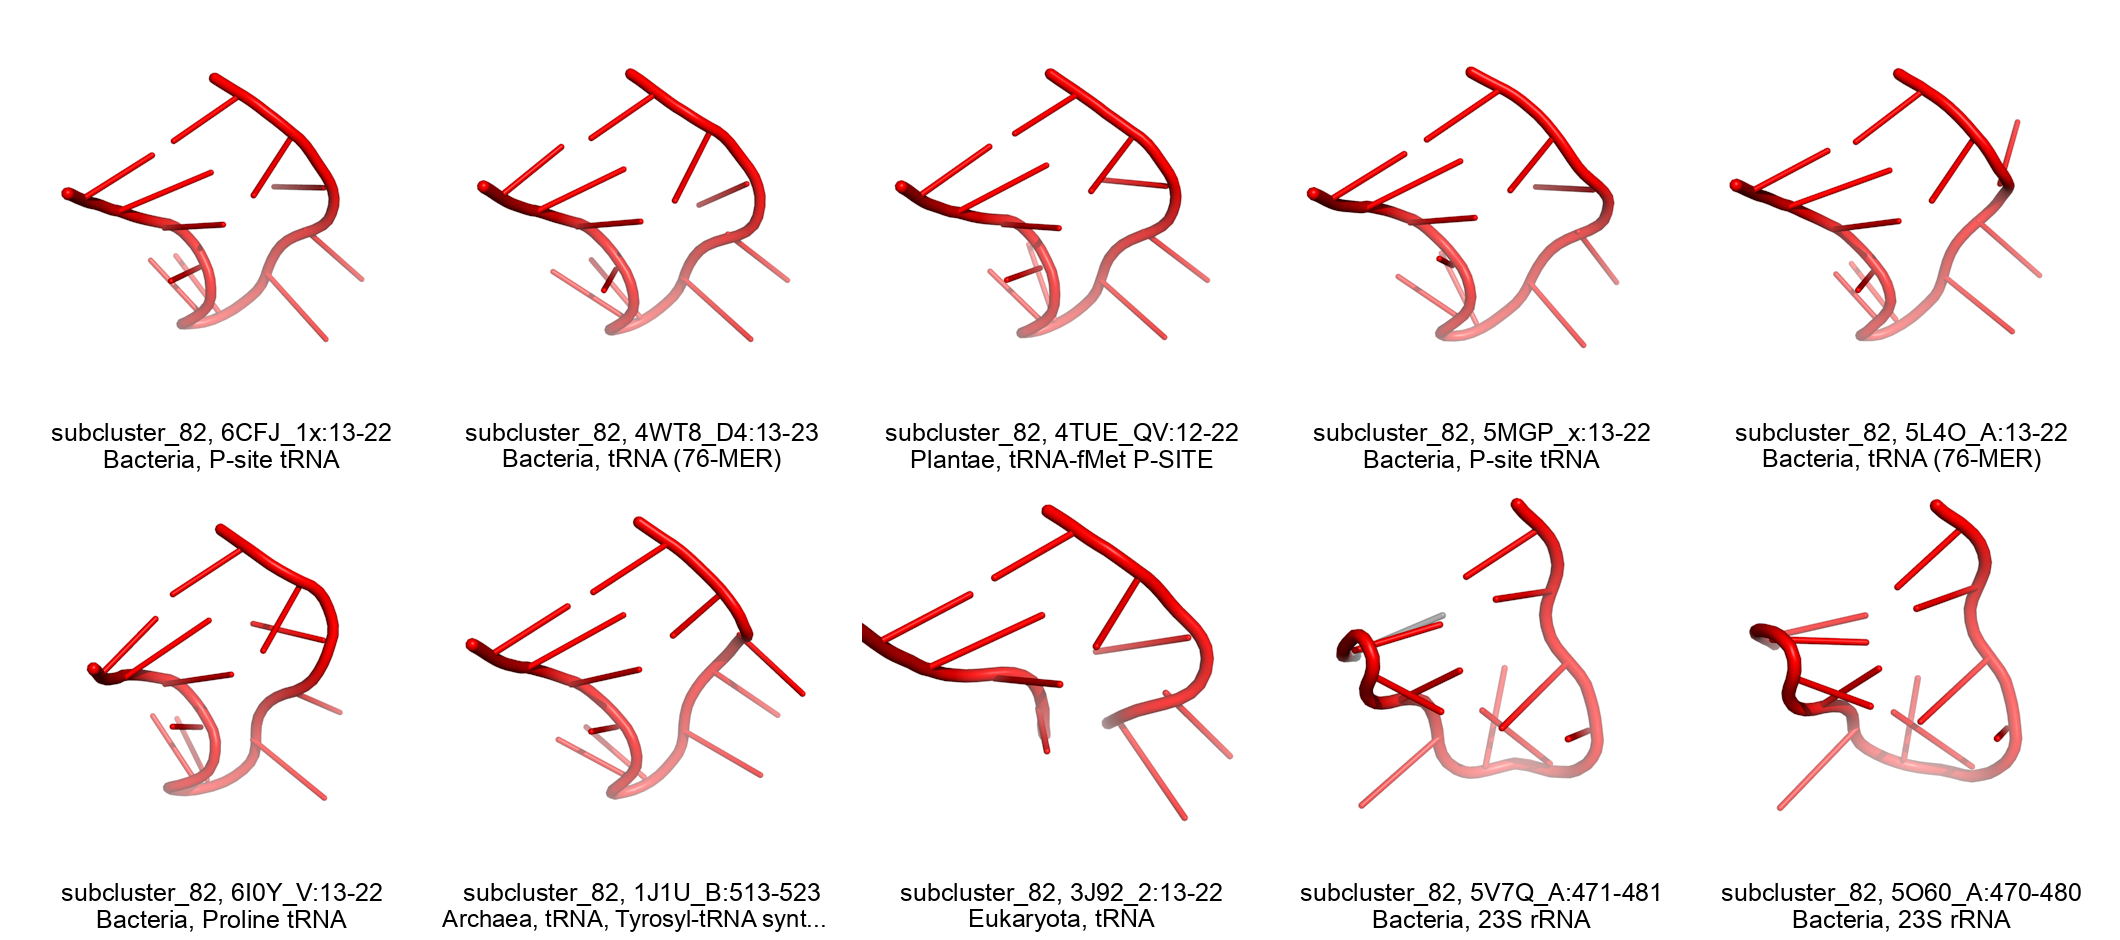 subcluster_82, 6CFJ_1x:13-22
Bacteria, P-site tRNA
subcluster_82, 4WT8_D4:13-23
Bacteria, tRNA (76-MER)
subcluster_82, 4TUE_QV:12-22
Plantae, tRNA-fMet P-SITE
subcluster_82, 5MGP_x:13-22
Bacteria, P-site tRNA
subcluster_82, 5L4O_A:13-22
Bacteria, tRNA (76-MER)
subcluster_82, 6I0Y_V:13-22
Bacteria, Proline tRNA
subcluster_82, 1J1U_B:513-523
Archaea, tRNA, Tyrosyl-tRNA synt...
subcluster_82, 3J92_2:13-22
Eukaryota, tRNA
subcluster_82, 5V7Q_A:471-481
Bacteria, 23S rRNA
subcluster_82, 5O60_A:470-480
Bacteria, 23S rRNA